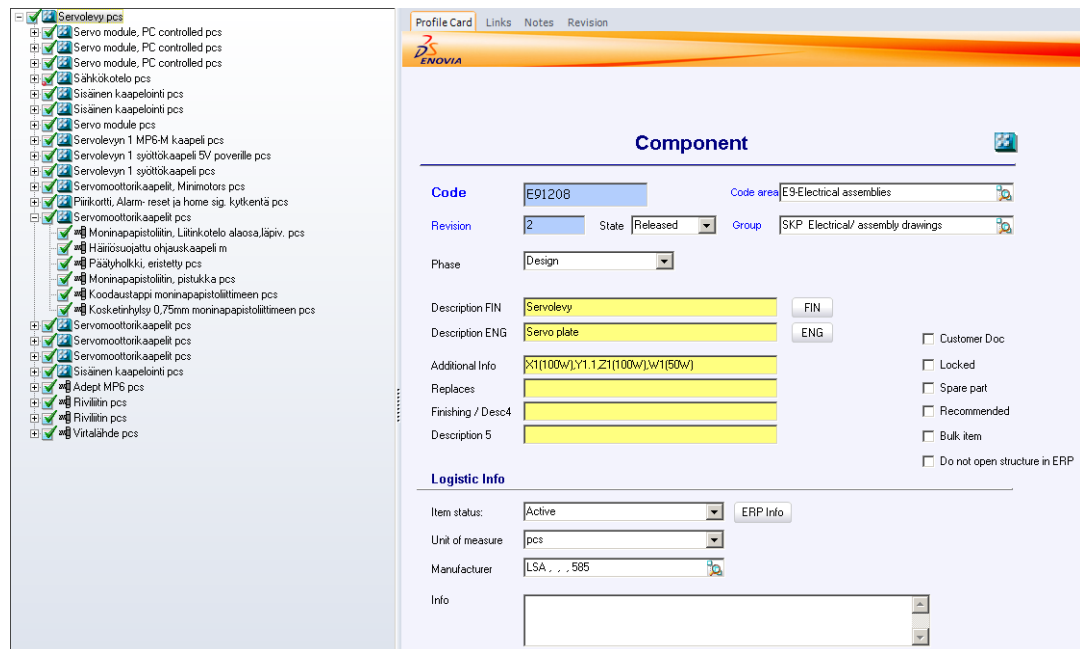 Servolevy pcs
Servo module, PC controlled pcs
Servo module, PC controlled pcs
Servo module, PC controlled pcs
Sähkökotelo pcs
Sisäinen kaapelointi pcs
Sisäinen kaapelointi pcs
Servo module pcs
Servolevyn 1 MP6-M kaapeli pcs
Servolevyn 1 syöttökaapeli 5V poverille pcs
Servolevyn 1 syöttökaapeli pcs
Servomoottorikaapelit, Minimotors pcs
Piirikortti, Alarm- reset ja home sig. kytkentä pcs
Servomoottorikaapelit pcs
Moninapapistoliitin, Liitinkotelo alaosa,läpiv. pcs
Häiriösuojattu ohjauskaapeli m
Päätyholkki, eristetty pcs
Moninapapistoliitin, pistukka pcs
Koodaustappi moninapapistoliittimeen pcs
Kosketinhylsy 0,75mm moninapapistoliittimeen pcs
Servomoottorikaapelit pcs
Servomoottorikaapelit pcs
Servomoottorikaapelit pcs
Sisäinen kaapelointi pcs
Adept MP6 pcs
Riviliitin pcs
Riviliitin pcs
Virtalähde pcs
Profile Card Links Notes Revision
ENOVIA
Component
Code E91208 Code area E9-Electrical assemblies
Revision 2 State Released Group SKP Electrical/ assembly drawings
Phase Design
Description FIN Servolevy FIN
Description ENG Servo plate ENG
Customer Doc
Additional Info X1(100W),Y1.1,Z1(100W),W1(50W) Locked
Replaces Spare part
Finishing / Desc4 Recommended
Description 5 Bulk item
Do not open structure in ERP
Logistic Info
Item status: Active ERP Info
Unit of measure pcs
Manufacturer LSA , , , 585
Info